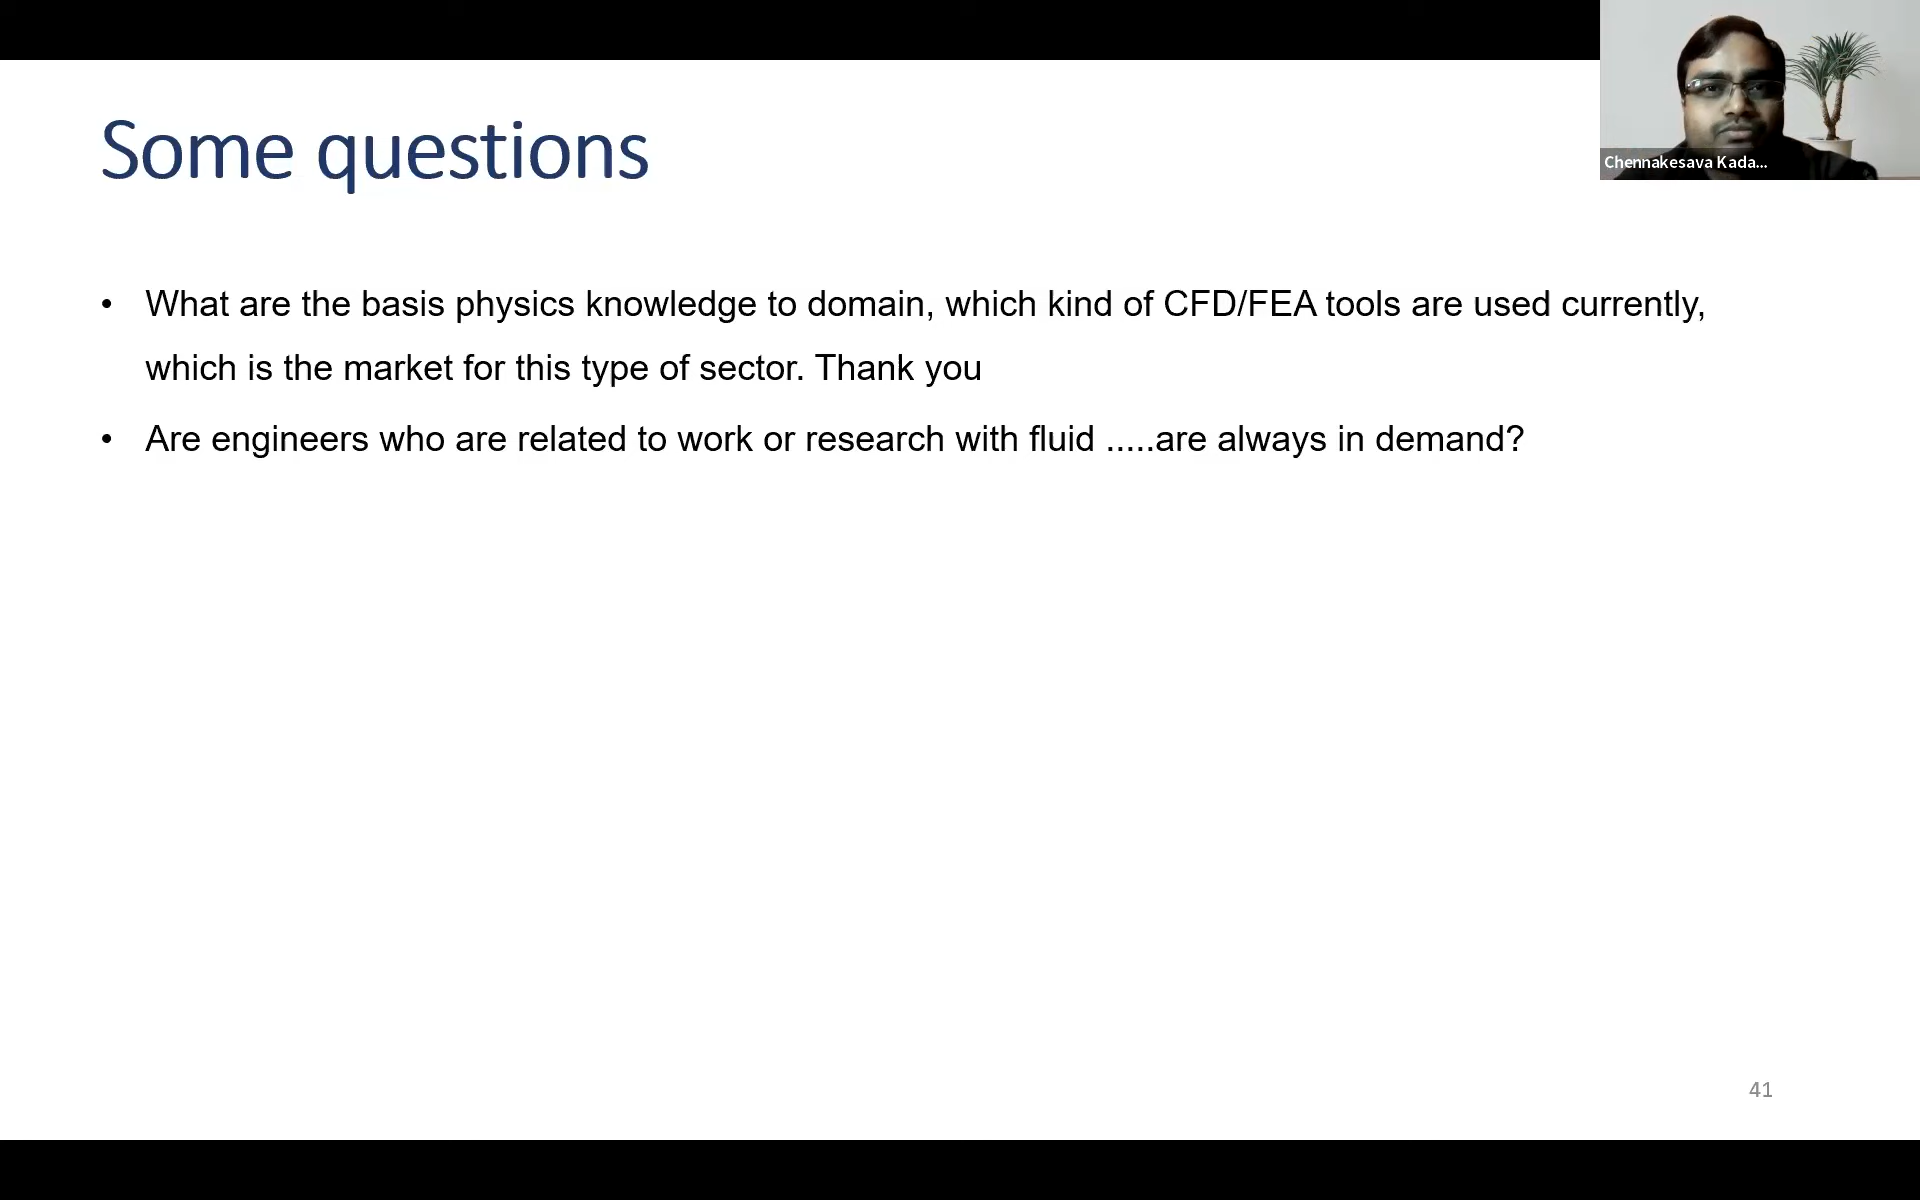 Some questions
Chennakesava Kada...
• What are the basis physics knowledge to domain, which kind of CFD/FEA tools are used currently,
which is the market for this type of sector. Thank you
• Are engineers who are related to work or research with fluid .....are always in demand?
41